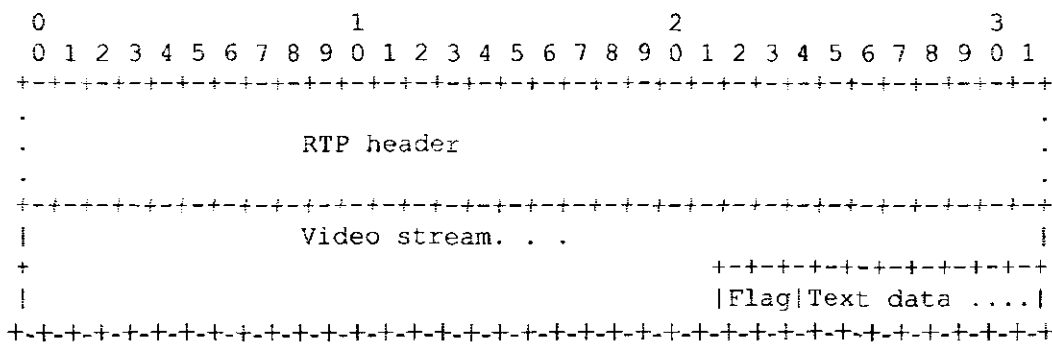 0 1 2 3
0 1 2 3 4 5 6 7 8 9 0 1 2 3 4 5 6 7 8 9 0 1 2 3 4 5 6 7 8 9 0 1
+-+-+-+-+-+-+-+-+-+-+-+-+-+-+-+-+-+-+-+-+-+-+-+-+-+-+-+-+-+-+-+-+
. .
. RTP header .
. .
+-+-+-+-+-+-+-+-+-+-+-+-+-+-+-+-+-+-+-+-+-+-+-+-+-+-+-+-+-+-+-+-+
| Video stream. . . |
+ +-+-+-+-+-+-+-+-+-+-+
| |Flag|Text data ....|
+-+-+-+-+-+-+-+-+-+-+-+-+-+-+-+-+-+-+-+-+-+-+-+-+-+-+-+-+-+-+-+-+